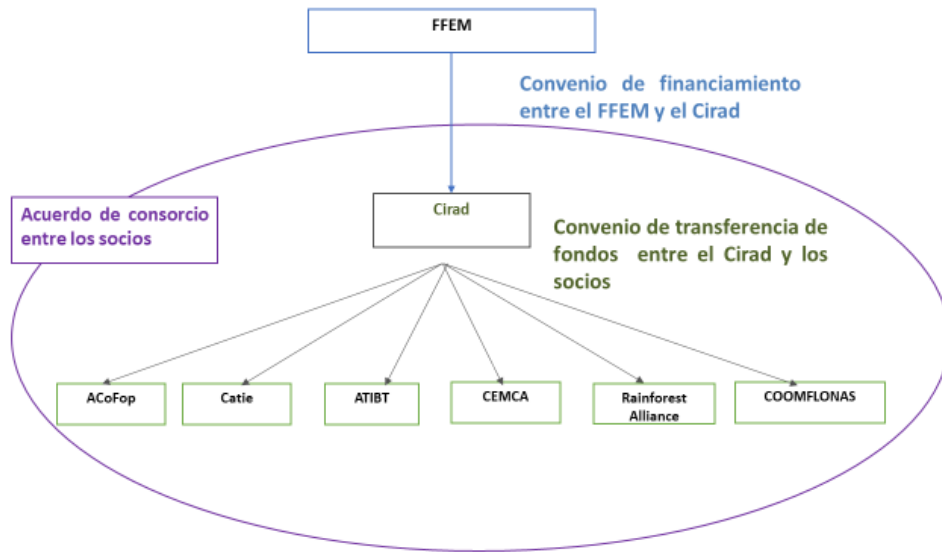 FFEM
Convenio de financiamiento
entre el FFEM y el Cirad
Acuerdo de consorcio
entre los socios
Cirad
Convenio de transferencia de
fondos entre el Cirad y los
socios
ACoFop
Catie
ATIBT
CEMCA
Rainforest
Alliance
COOMFLONAS